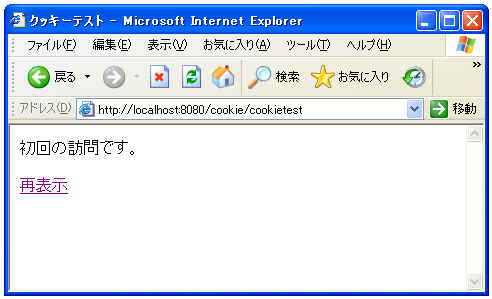 クッキーテスト - Microsoft Internet Explorer
ファイル(F) 編集(E) 表示(V) お気に入り(A) ツール(T) ヘルプ(H)
戻る 検索 お気に入り »
アドレス(D) http://localhost:8080/cookie/cookietest 移動
初回の訪問です。
再表示